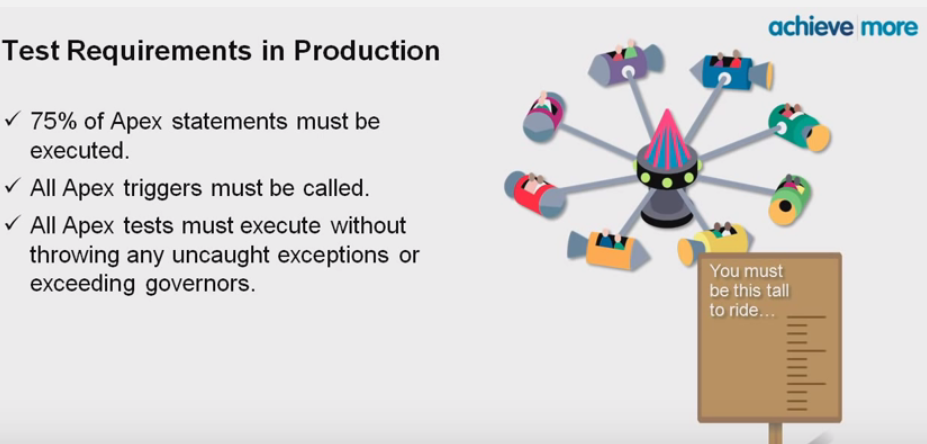 achieve more
Test Requirements in Production
✓ 75% of Apex statements must be
executed.
✓ All Apex triggers must be called.
✓ All Apex tests must execute without
throwing any uncaught exceptions or
exceeding governors.
You must
be this tall
to ride...